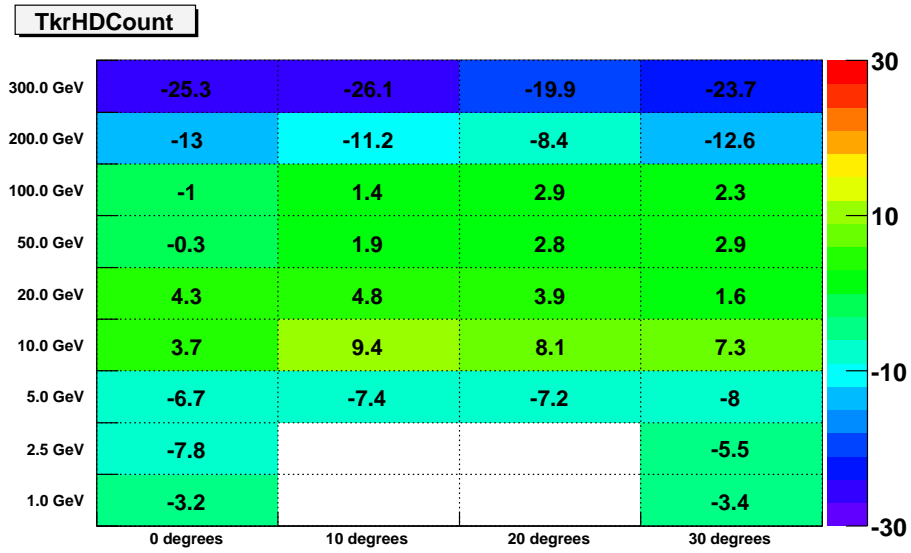 TkrHDCount
300.0 GeV -25.3 -26.1 -19.9 -23.7 30
200.0 GeV -13 -11.2 -8.4 -12.6
100.0 GeV -1 1.4 2.9 2.3
10
50.0 GeV -0.3 1.9 2.8 2.9
20.0 GeV 4.3 4.8 3.9 1.6
10.0 GeV 3.7 9.4 8.1 7.3
-10
5.0 GeV -6.7 -7.4 -7.2 -8
2.5 GeV -7.8 -5.5
1.0 GeV -3.2 -3.4
-30
0 degrees 10 degrees 20 degrees 30 degrees